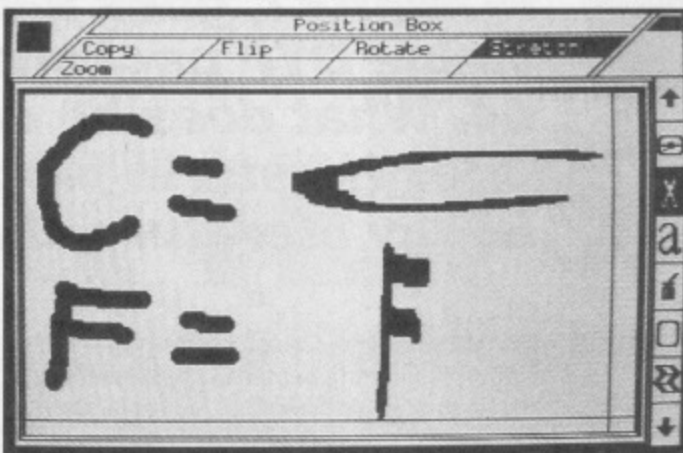 Position Box
Copy Flip Rotate Stretch
Zoom
C =
F = F
a